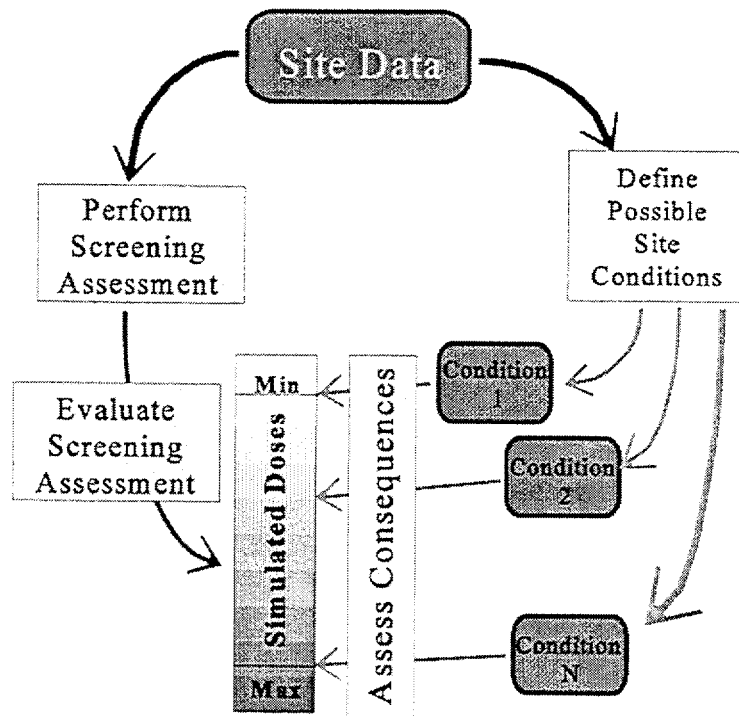 Site Data
Perform
Screening
Assessment
Define
Possible
Site
Conditions
Evaluate
Screening
Assessment
Min
Simulated Doses
Max
Assess Consequences
Condition
1
Condition
2
Condition
N